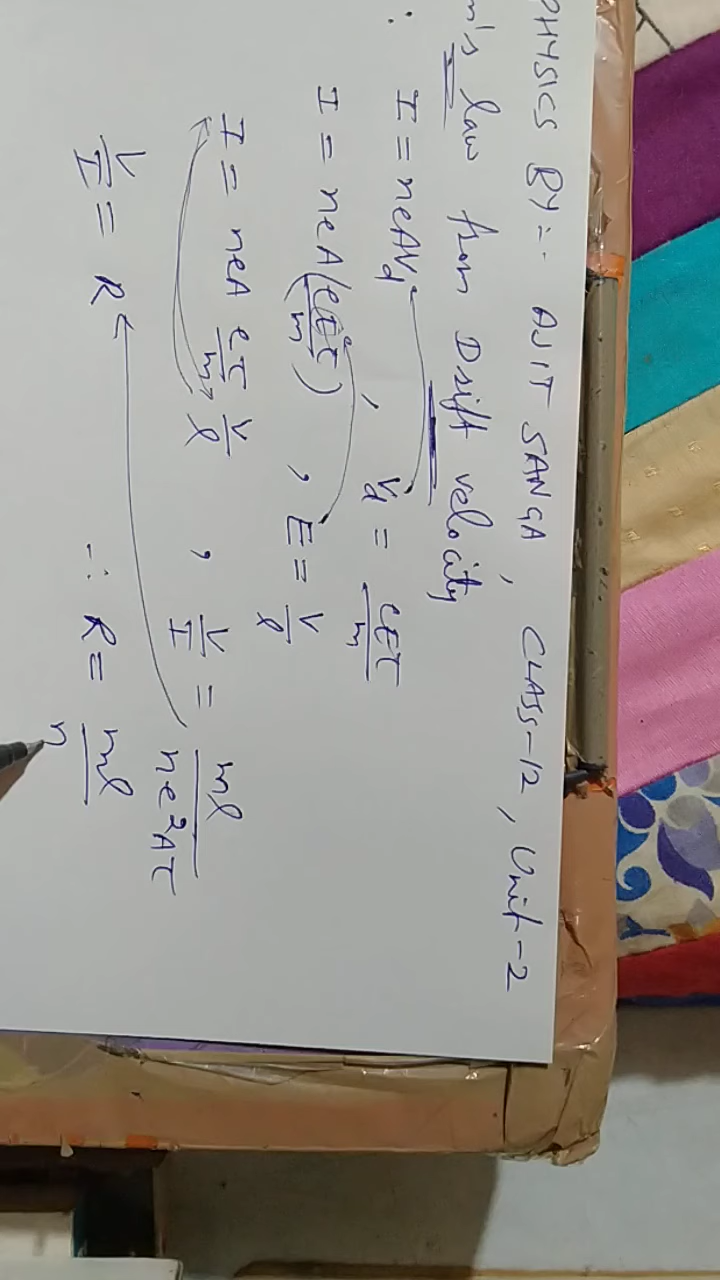 PHYSICS BY:- AJIT SANGA, CLASS-12, Unit-2
m's law from Drift velocity
: I = neAVd , Vd = eEτ/m
I = neA(eEτ/m) , E = V/l
I = neA eτ/m V/l , V/I = ml/ne²Aτ
V/I = R ∴ R = ml/n